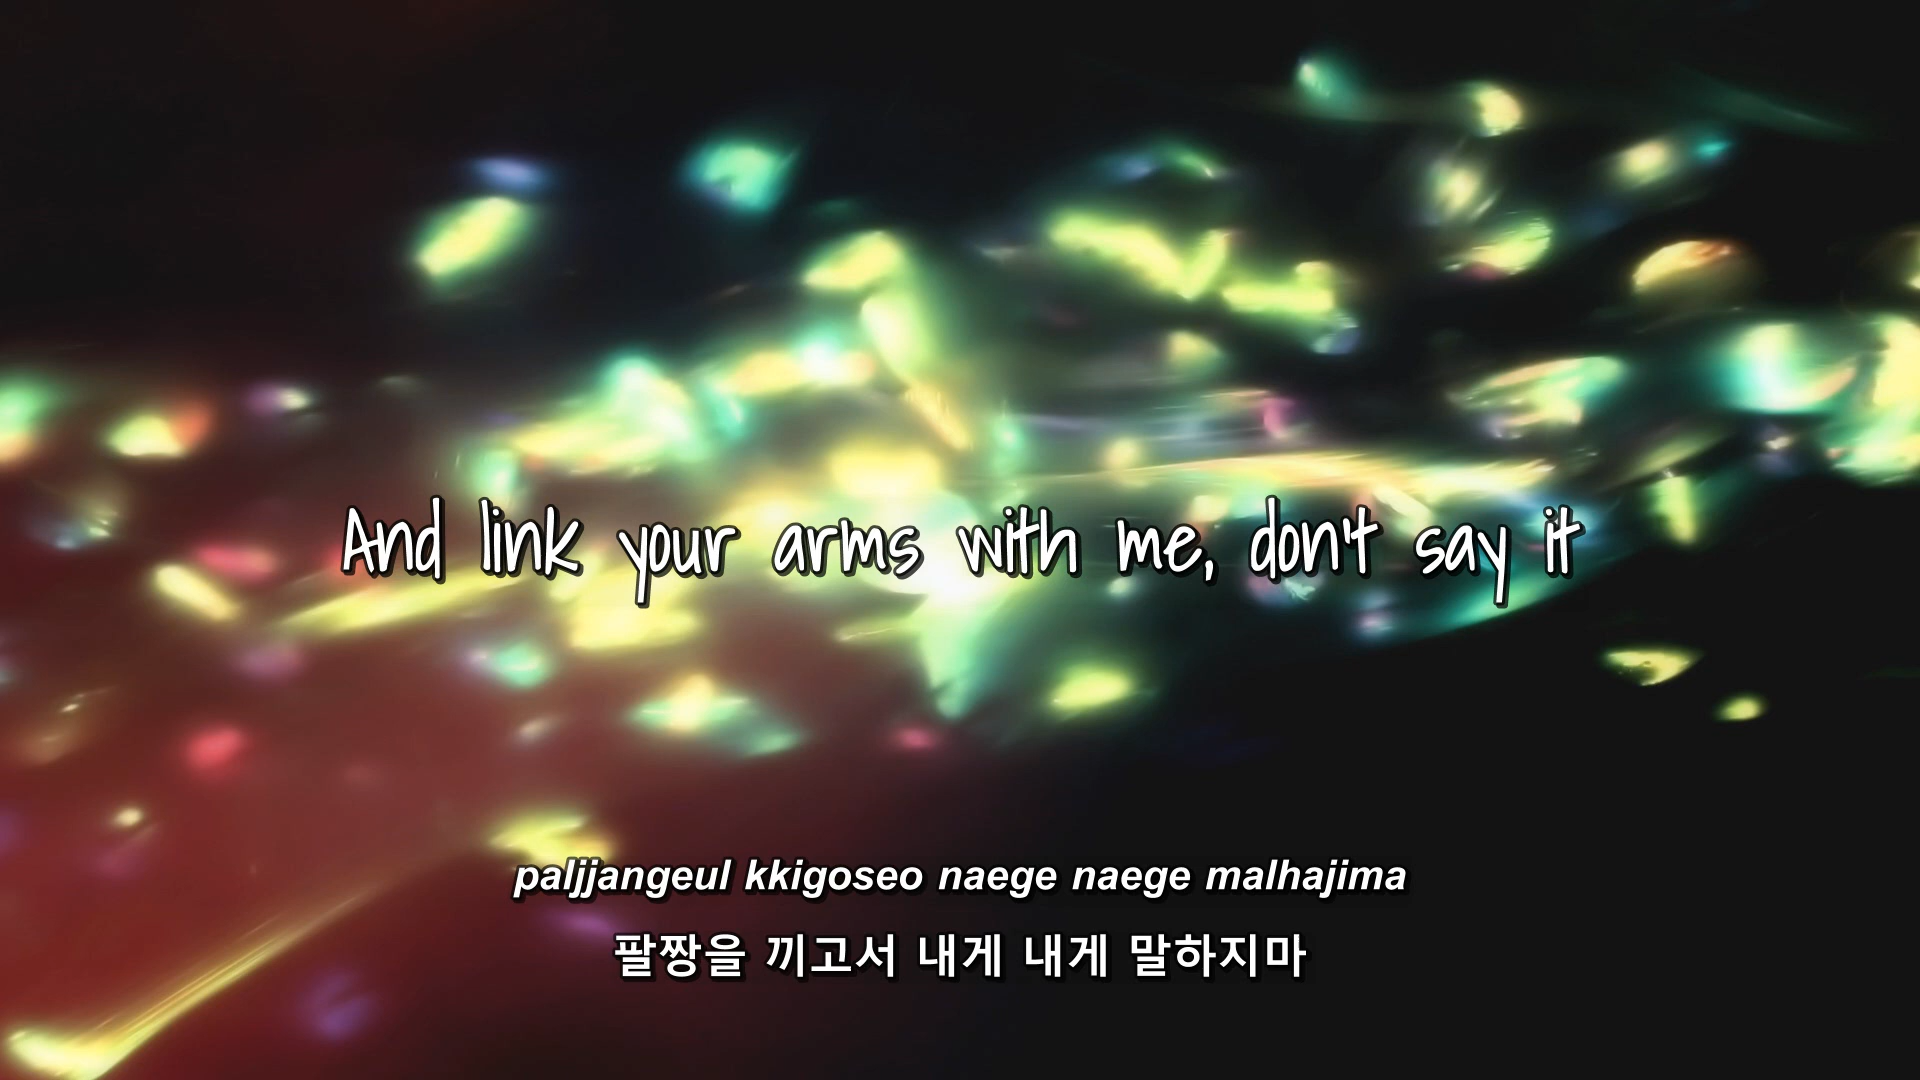 And link your arms with me, don't say it
paljjangeul kkigoseo naege naege malhajima
팔짱을 끼고서 내게 내게 말하지마